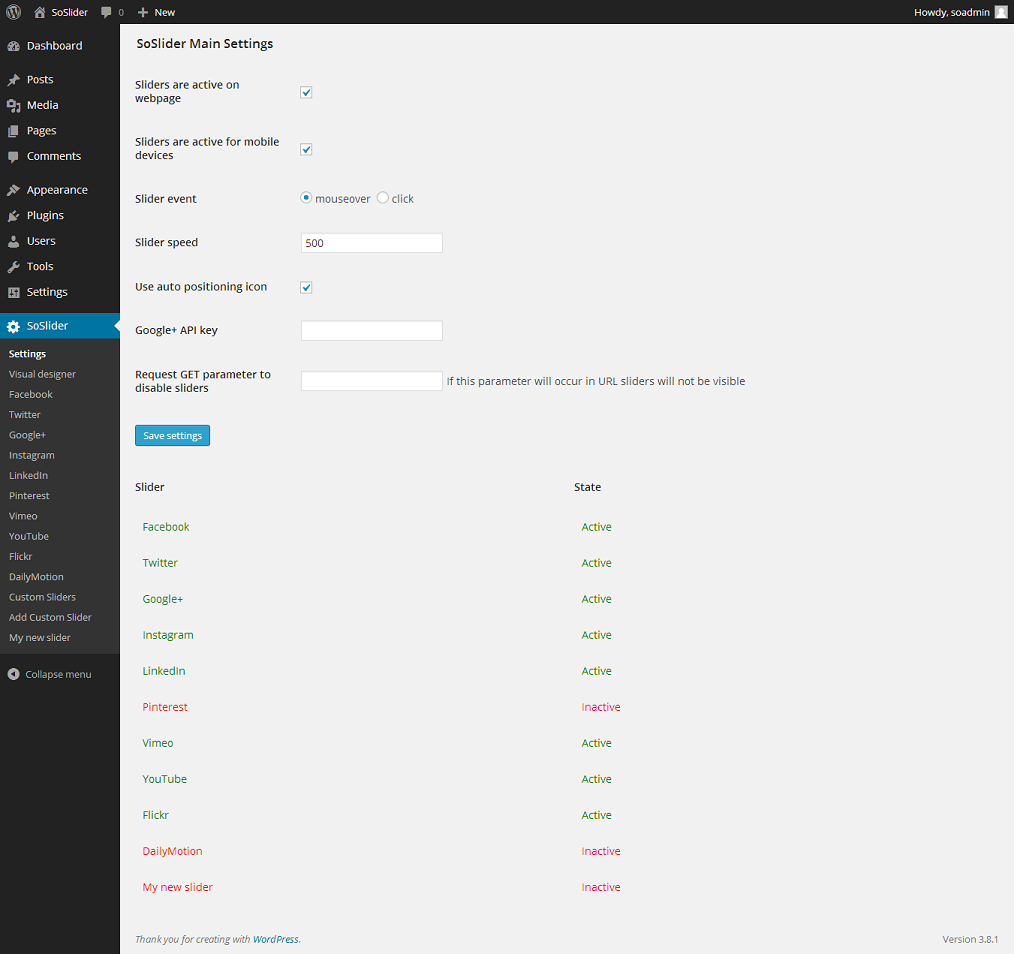 SoSlider 0 New Howdy, soadmin
Dashboard
Posts
Media
Pages
Comments
Appearance
Plugins
Users
Tools
Settings
SoSlider
Settings
Visual designer
Facebook
Twitter
Google+
Instagram
LinkedIn
Pinterest
Vimeo
YouTube
Flickr
DailyMotion
Custom Sliders
Add Custom Slider
My new slider
Collapse menu
SoSlider Main Settings
Sliders are active on
webpage
Sliders are active for mobile
devices
Slider event mouseover click
Slider speed 500
Use auto positioning icon
Google+ API key
Request GET parameter to
disable sliders
If this parameter will occur in URL sliders will not be visible
Save settings
Slider State
Facebook Active
Twitter Active
Google+ Active
Instagram Active
LinkedIn Active
Pinterest Inactive
Vimeo Active
YouTube Active
Flickr Active
DailyMotion Inactive
My new slider Inactive
Thank you for creating with WordPress. Version 3.8.1